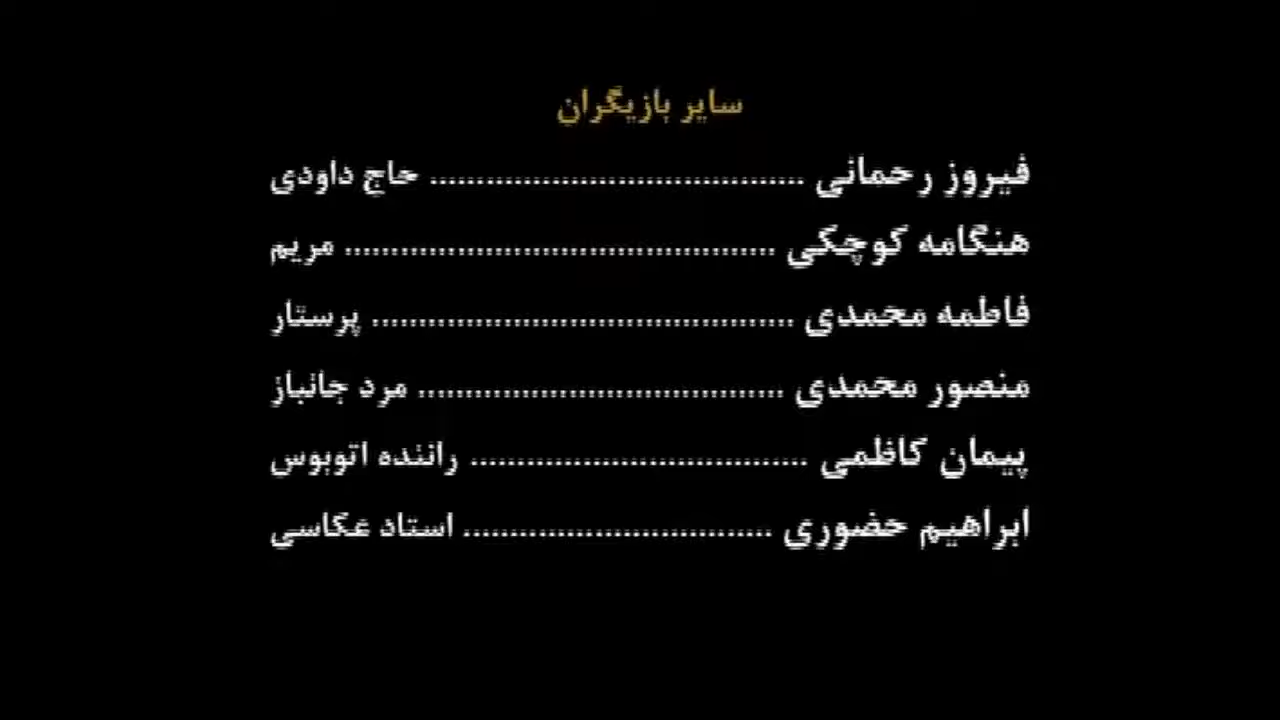 سایر بازیگران
فیروز رحمانی ........................................ حاج داودی
هنگامه کوچکی .............................................. مریم
فاطمه محمدی ............................................. پرستار
منصور محمدی ....................................... مرد جانباز
پیمان کاظمی .................................... راننده اتوبوس
ابراهیم حضوری ................................. استاد عکاسی